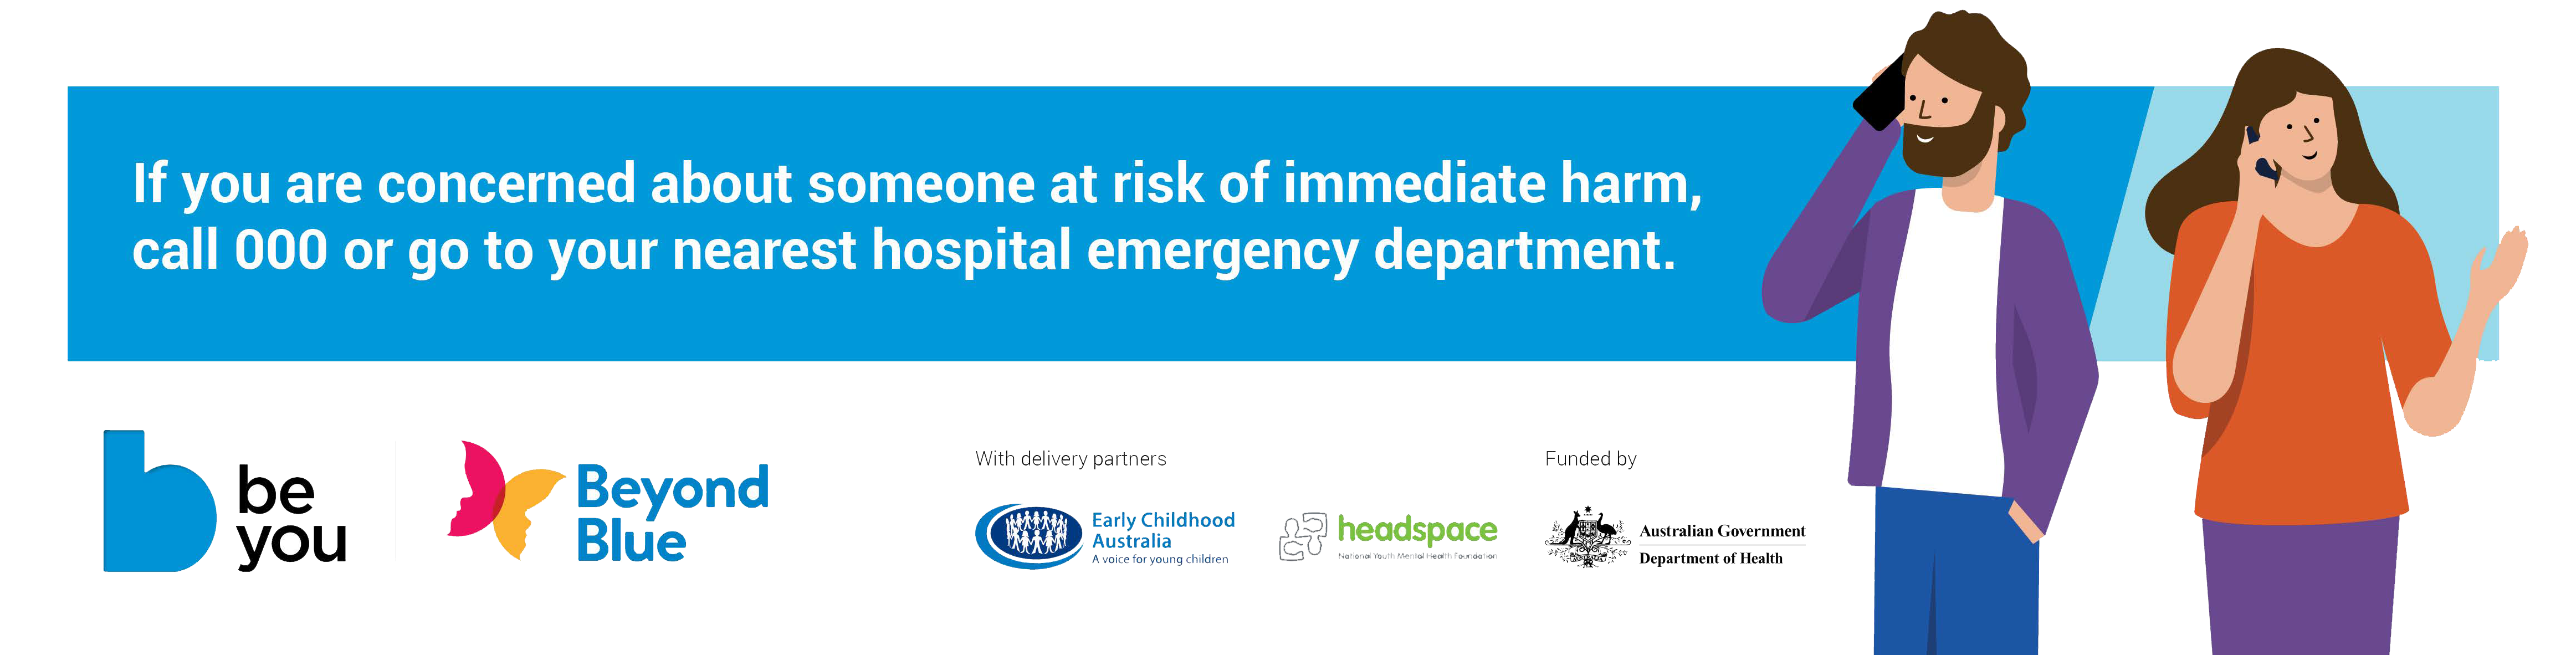 If you are concerned about someone at risk of immediate harm,
call 000 or go to your nearest hospital emergency department.
be
you
Beyond
Blue
With delivery partners
Early Childhood
Australia
A voice for young children
headspace
National Youth Mental Health Foundation
Funded by
Australian Government
Department of Health